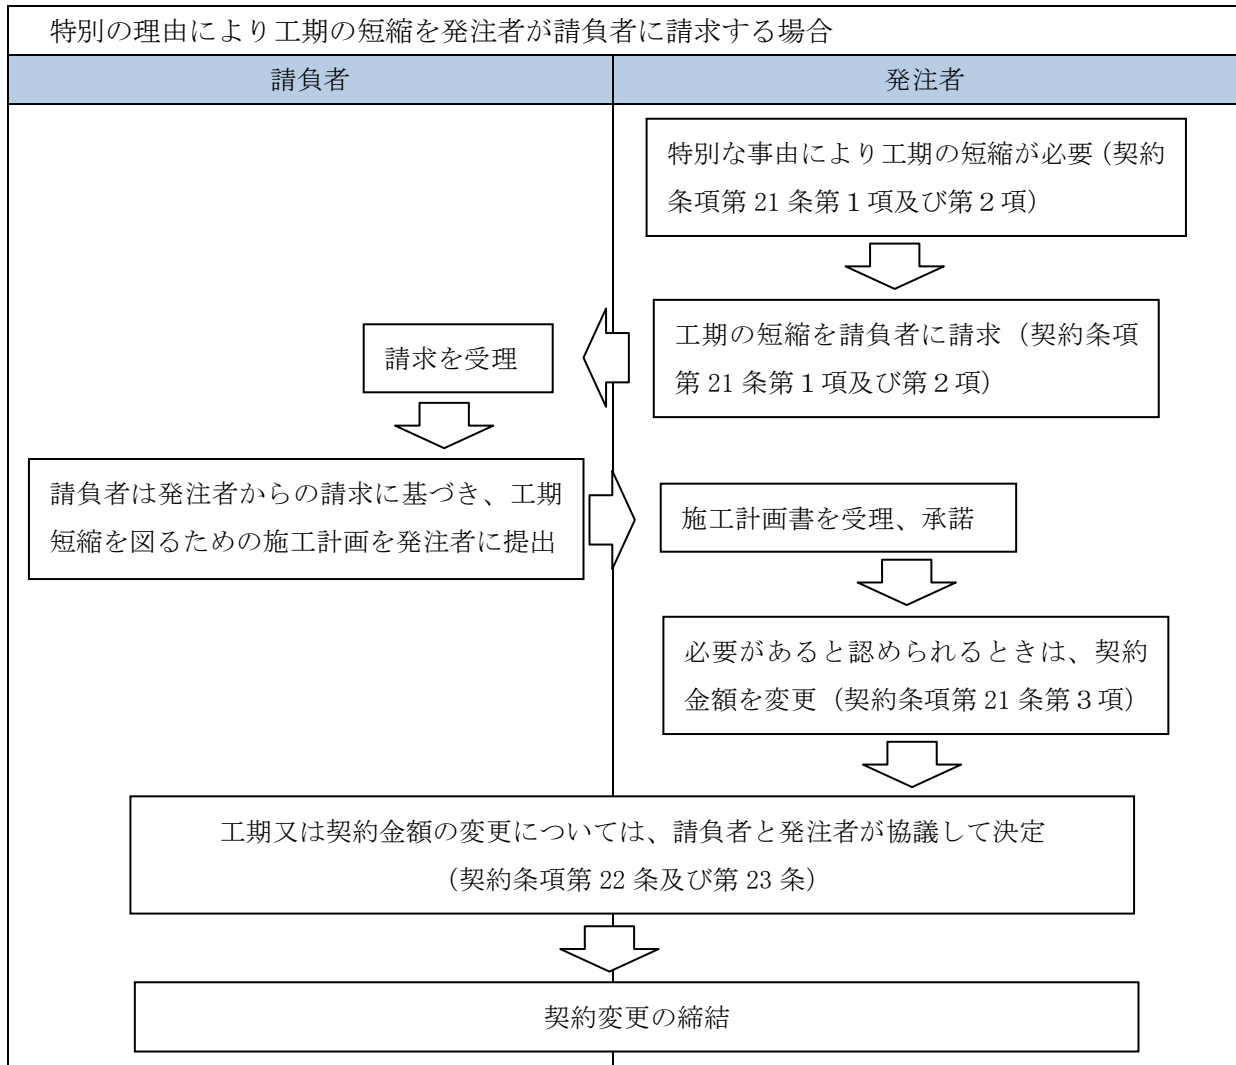 特別の理由により工期の短縮を発注者が請負者に請求する場合
請負者
発注者
特別な事由により工期の短縮が必要（契約
条項第 21 条第１項及び第２項）
工期の短縮を請負者に請求（契約条項
第 21 条第１項及び第２項）
請求を受理
請負者は発注者からの請求に基づき、工期
短縮を図るための施工計画を発注者に提出
施工計画書を受理、承諾
必要があると認められるときは、契約
金額を変更（契約条項第 21 条第３項）
工期又は契約金額の変更については、請負者と発注者が協議して決定
（契約条項第 22 条及び第 23 条）
契約変更の締結